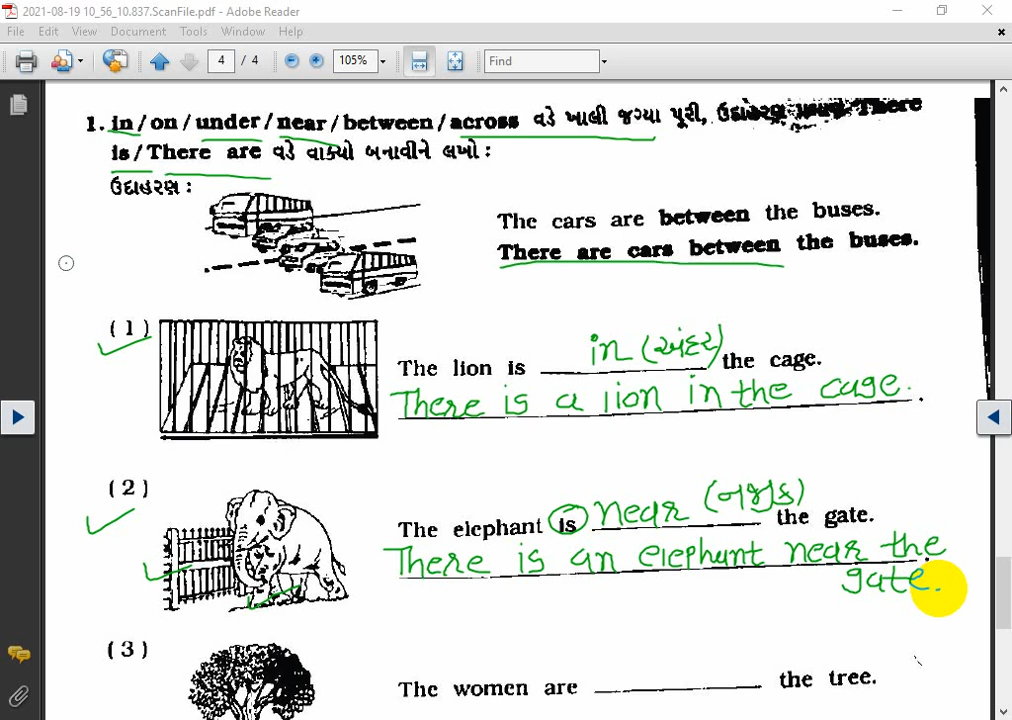 2021-08-19 10_56_10.837.ScanFile.pdf - Adobe Reader
File Edit View Document Tools Window Help
4 / 4 105% Find
1. in / on / under / near / between / across વડે ખાલી જગ્યા પૂરી, ઉદાહરણ પ્રમાણે There
is / There are વડે વાક્યો બનાવીને લખો :
ઉદાહરણ :
The cars are between the buses.
There are cars between the buses.
(1)
The lion is in (અંદર) the cage.
There is a lion in the cage.
(2)
The elephant is near (નજીક) the gate.
There is an elephant near the
gate.
(3)
The women are ____________ the tree.